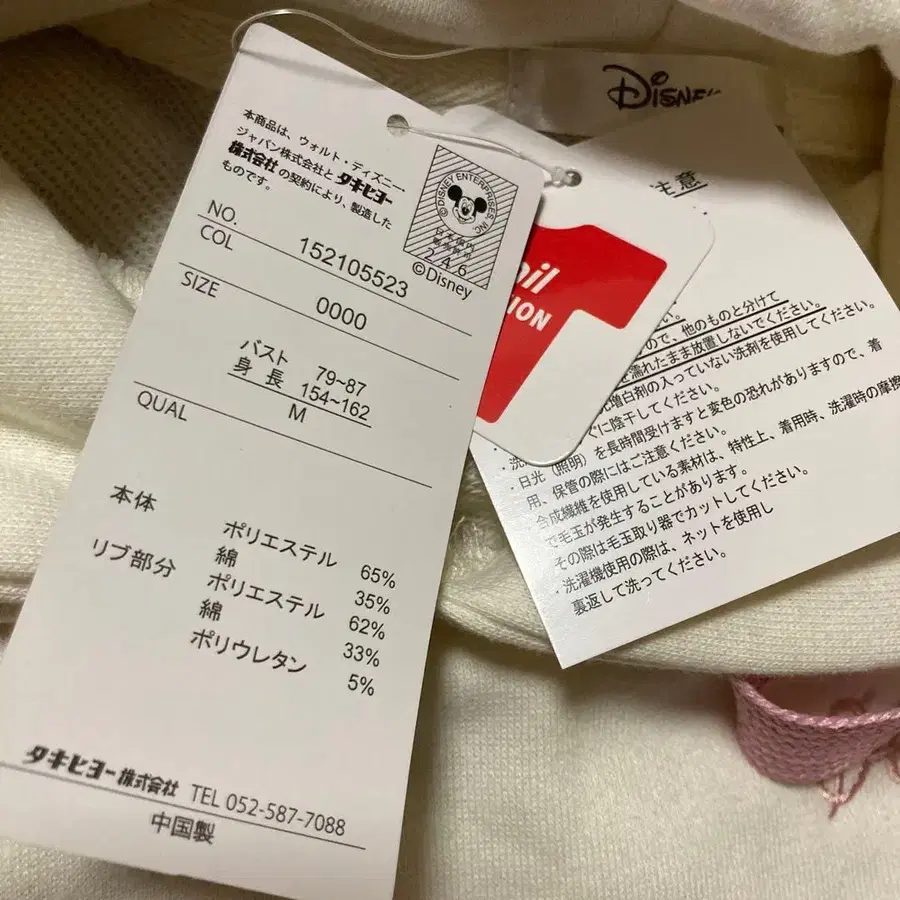 本商品は、ウォルト・ディズニー・
ジャパン株式会社と タキヒヨー
株式会社の契約により、製造した
ものです。
©DISNEY ENTERPRISES, INC.
日本国内
販売商品
2.4.6
©Disney
NO.
152105523
COL
0000
SIZE
バスト 79~87
身長 154~162
M
QUAL
本体
ポリエステル 65%
綿 35%
リブ部分
ポリエステル 62%
綿 33%
ポリウレタン 5%
タキヒヨー株式会社 TEL 052-587-7088
中国製
DISNEY
注意
ので、他のものと分けて
濡れたまま放置しないでください。
増白剤の入っていない洗剤を使用してください。
ぐに陰干してください。
・日光（照明）を長時間受けますと変色の恐れがありますので、着
用、保管の際にはご注意ください。
合成繊維を使用している素材は、特性上、着用時、洗濯時の摩擦
で毛玉が発生することがあります。
その際は毛玉取り器でカットしてください。
・洗濯機使用の際は、ネットを使用し
裏返して洗ってください。